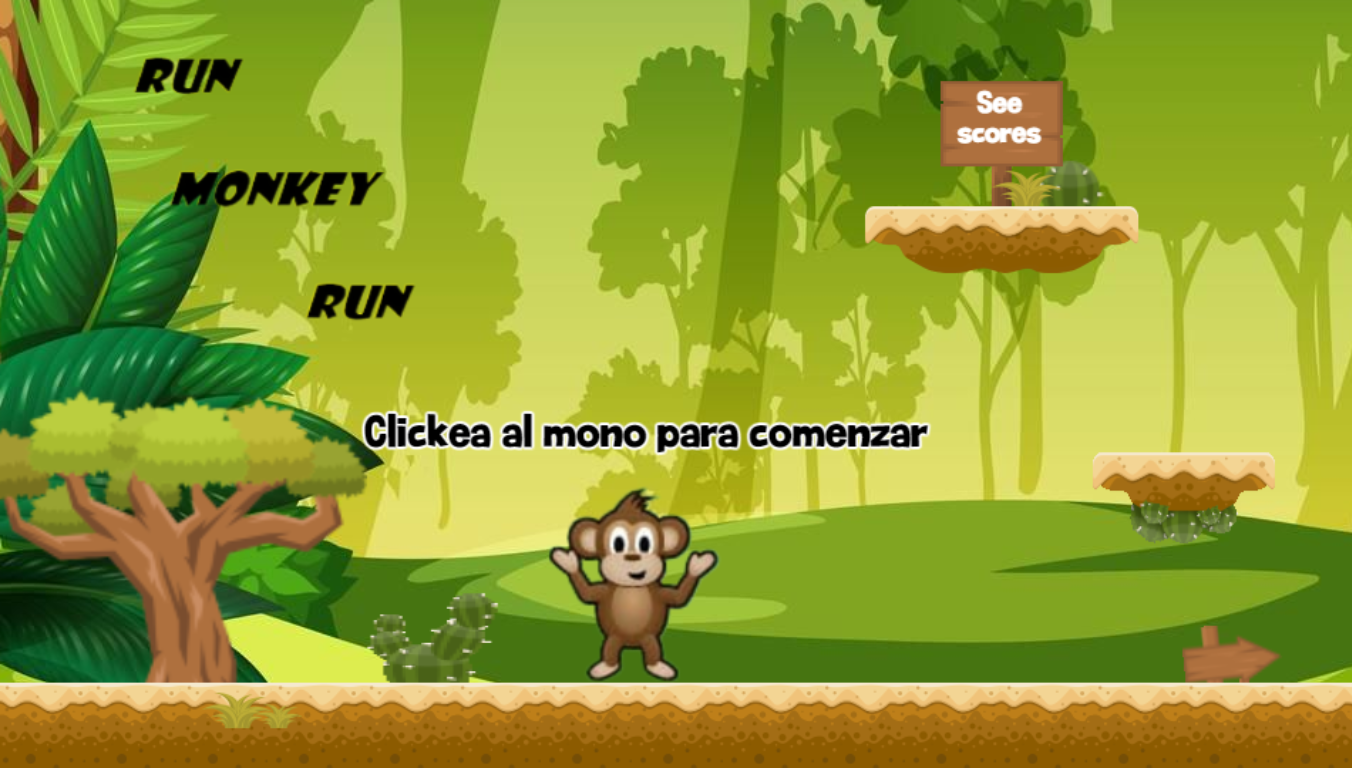 RUN
MONKEY
RUN
See
scores
Clickea al mono para comenzar